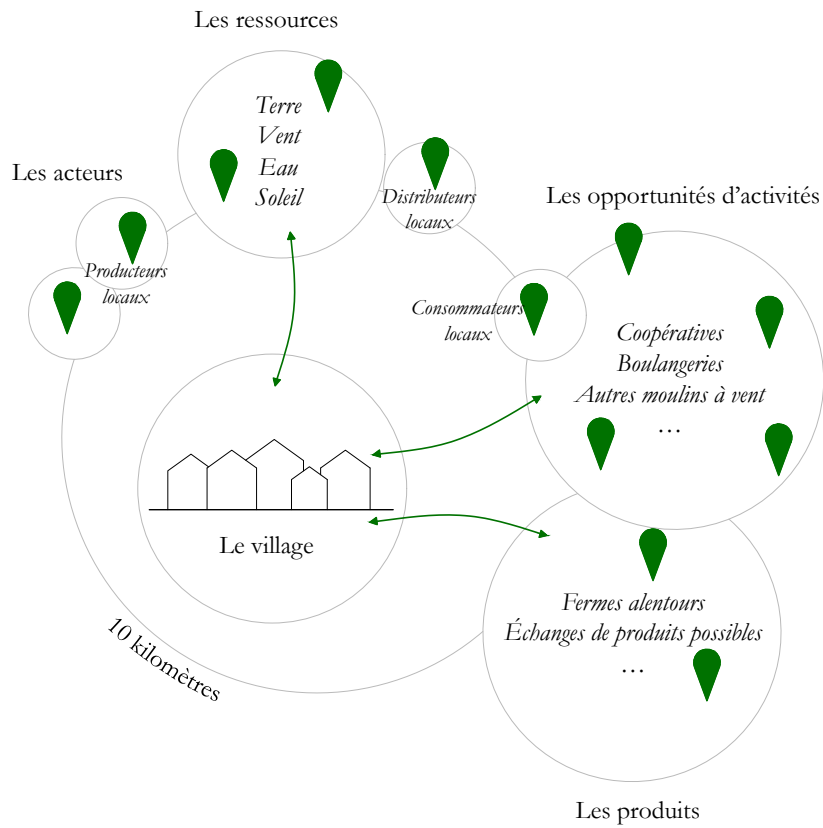 Les ressources
Terre
Vent
Eau
Soleil
Les acteurs
Distributeurs
locaux
Les opportunités d’activités
Producteurs
locaux
Consommateurs
locaux
Coopératives
Boulangeries
Autres moulins à vent
…
Le village
Fermes alentours
Échanges de produits possibles
…
10 kilomètres
Les produits